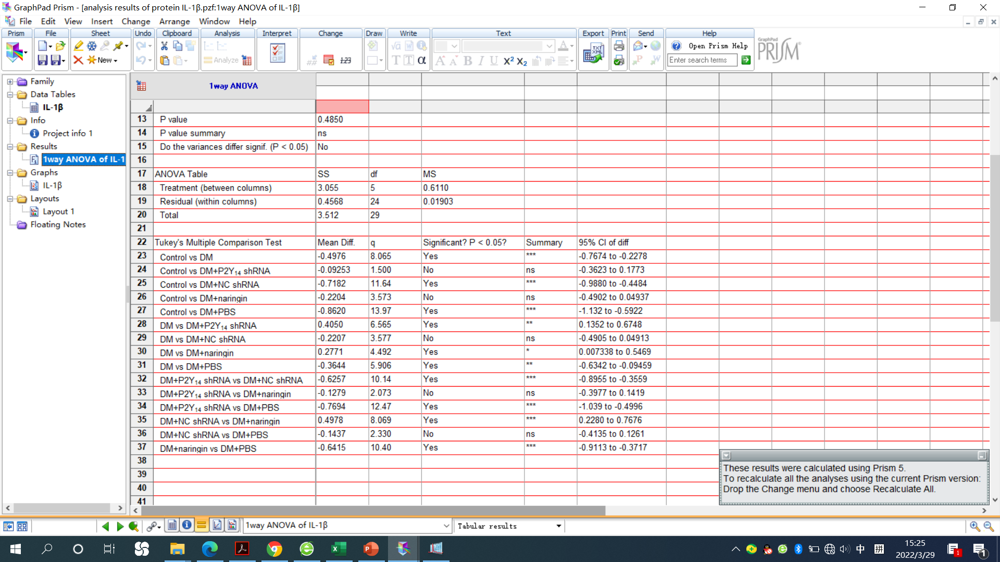 GraphPad Prism - [analysis results of protein IL-1β.pzf:1way ANOVA of IL-1β]
File Edit View Insert Change Arrange Window Help
Prism File Sheet Undo Clipboard Analysis Interpret Change Draw Write Text Export Print Send Help
Open Prism Help
GraphPad PRISM
New
Analyze
Enter search terms
Family
Data Tables
IL-1β
Info
Project info 1
Results
1way ANOVA of IL-1
Graphs
IL-1β
Layouts
Layout 1
Floating Notes
1way ANOVA
13 P value 0.4850
14 P value summary ns
15 Do the variances differ signif. (P < 0.05) No
16
17 ANOVA Table SS df MS
18 Treatment (between columns) 3.055 5 0.6110
19 Residual (within columns) 0.4568 24 0.01903
20 Total 3.512 29
21
22 Tukey's Multiple Comparison Test Mean Diff. q Significant? P < 0.05? Summary 95% CI of diff
23 Control vs DM -0.4976 8.065 Yes *** -0.7674 to -0.2278
24 Control vs DM+P2Y₁₄ shRNA -0.09253 1.500 No ns -0.3623 to 0.1773
25 Control vs DM+NC shRNA -0.7182 11.64 Yes *** -0.9880 to -0.4484
26 Control vs DM+naringin -0.2204 3.573 No ns -0.4902 to 0.04937
27 Control vs DM+PBS -0.8620 13.97 Yes *** -1.132 to -0.5922
28 DM vs DM+P2Y₁₄ shRNA 0.4050 6.565 Yes ** 0.1352 to 0.6748
29 DM vs DM+NC shRNA -0.2207 3.577 No ns -0.4905 to 0.04913
30 DM vs DM+naringin 0.2771 4.492 Yes * 0.007338 to 0.5469
31 DM vs DM+PBS -0.3644 5.906 Yes ** -0.6342 to -0.09459
32 DM+P2Y₁₄ shRNA vs DM+NC shRNA -0.6257 10.14 Yes *** -0.8955 to -0.3559
33 DM+P2Y₁₄ shRNA vs DM+naringin -0.1279 2.073 No ns -0.3977 to 0.1419
34 DM+P2Y₁₄ shRNA vs DM+PBS -0.7694 12.47 Yes *** -1.039 to -0.4996
35 DM+NC shRNA vs DM+naringin 0.4978 8.069 Yes *** 0.2280 to 0.7676
36 DM+NC shRNA vs DM+PBS -0.1437 2.330 No ns -0.4135 to 0.1261
37 DM+naringin vs DM+PBS -0.6415 10.40 Yes *** -0.9113 to -0.3717
38
39
40
41
These results were calculated using Prism 5.
To recalculate all the analyses using the current Prism version:
Drop the Change menu and choose Recalculate All.
1way ANOVA of IL-1β
Tabular results
中 拼
15:25
2022/3/29
1
1